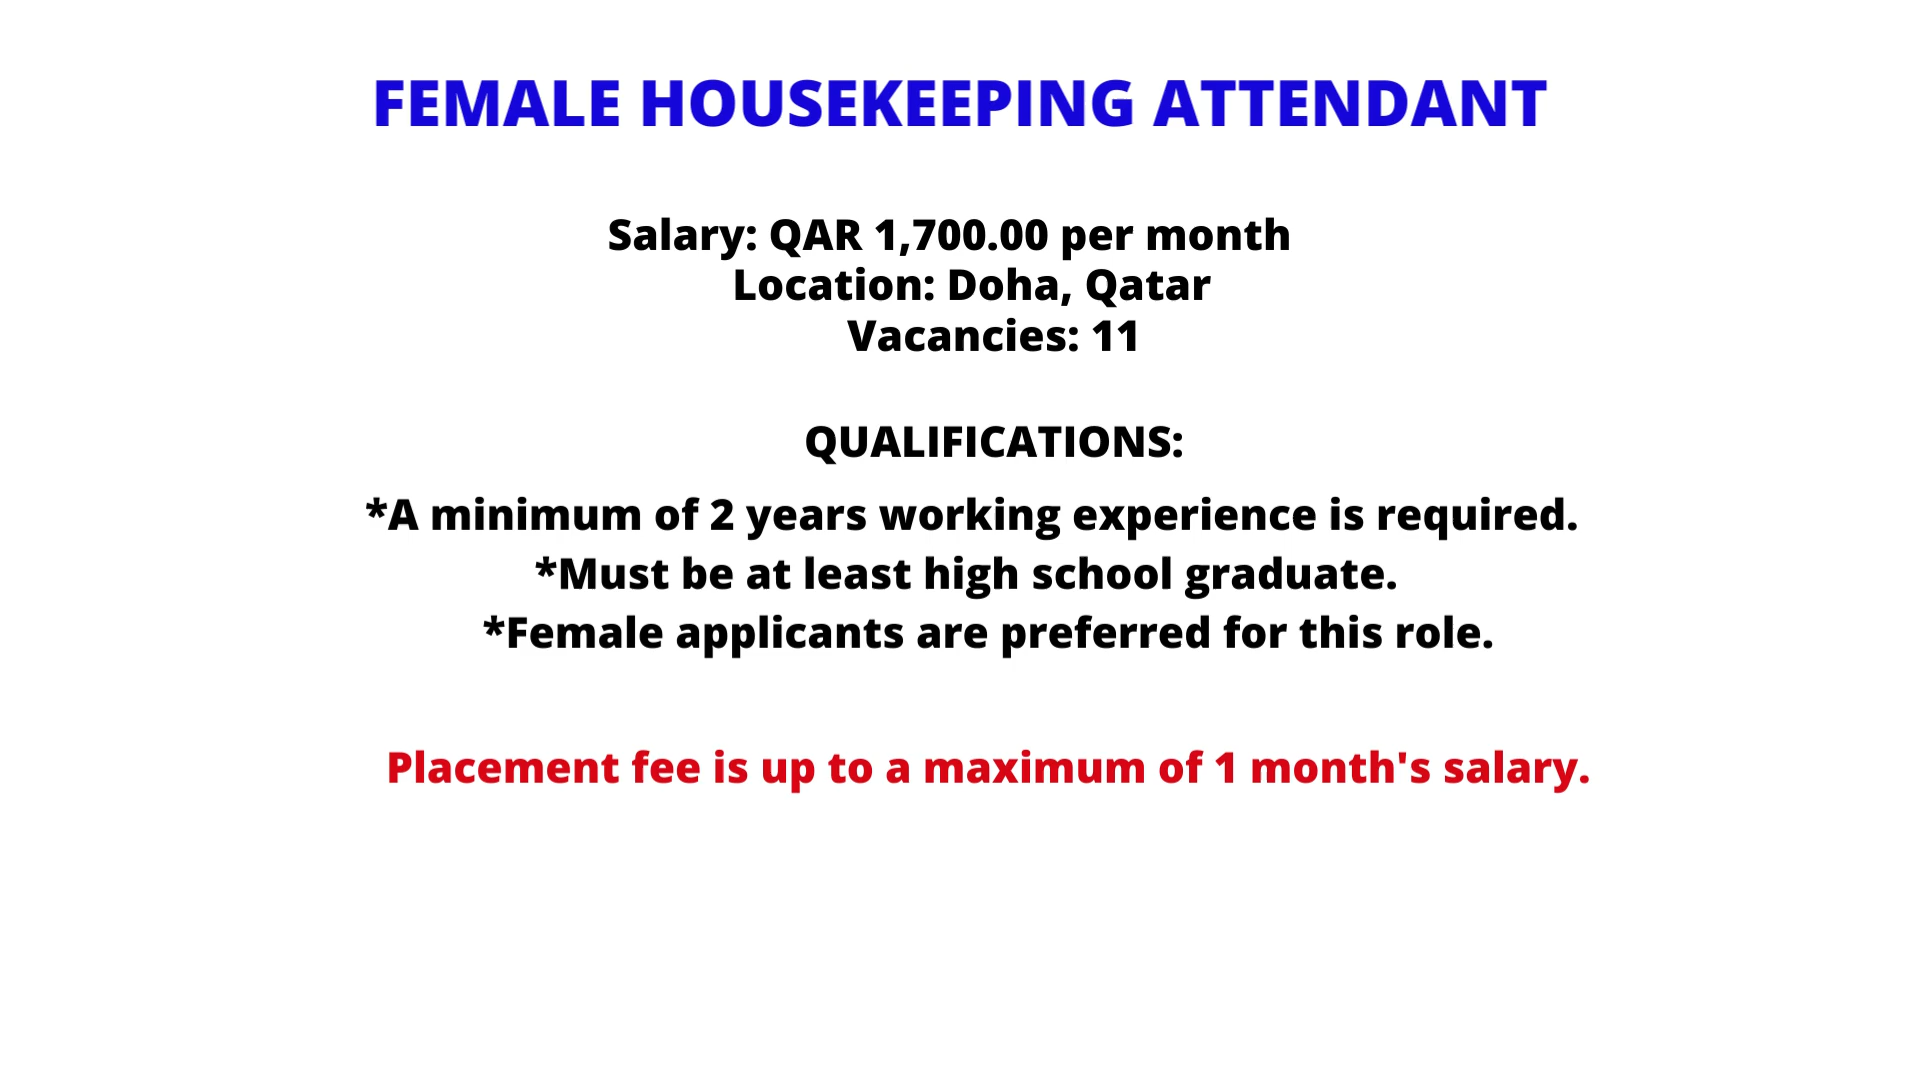 FEMALE HOUSEKEEPING ATTENDANT
Salary: QAR 1,700.00 per month
Location: Doha, Qatar
Vacancies: 11
QUALIFICATIONS:
*A minimum of 2 years working experience is required.
*Must be at least high school graduate.
*Female applicants are preferred for this role.
Placement fee is up to a maximum of 1 month's salary.